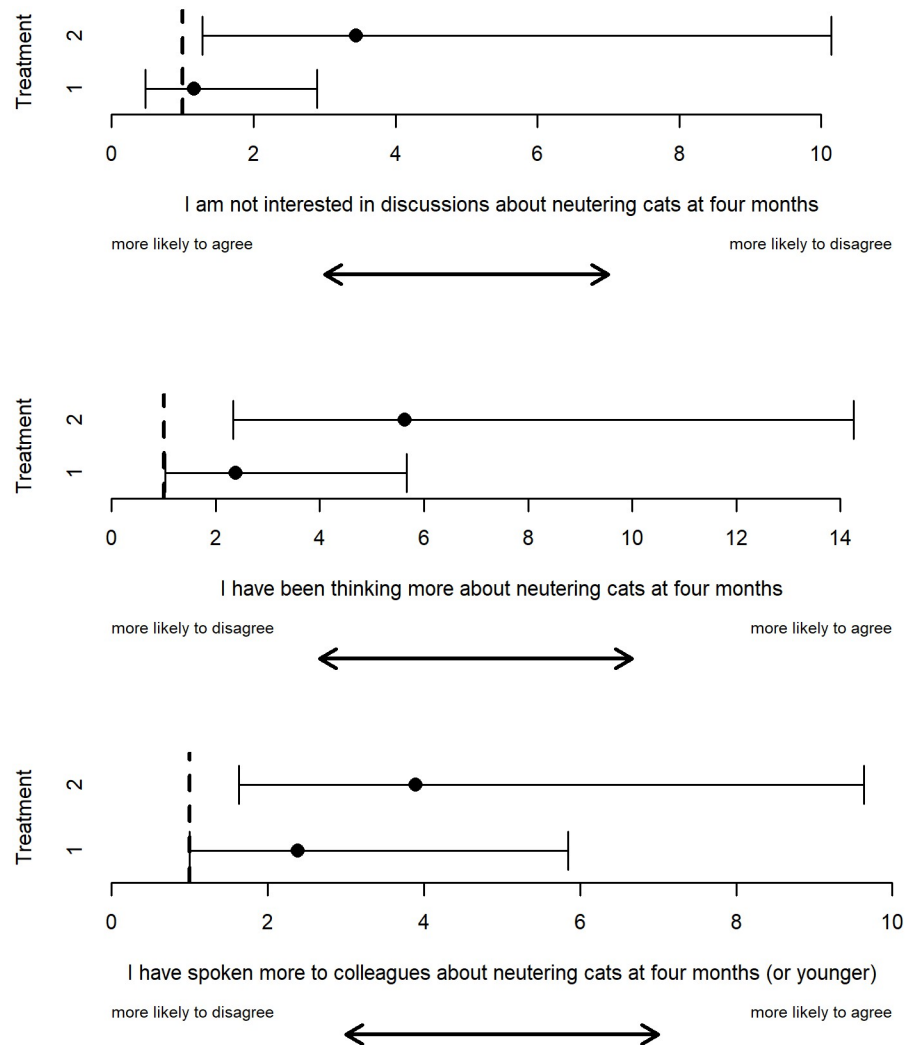 Treatment
2
1
0 2 4 6 8 10
I am not interested in discussions about neutering cats at four months
more likely to agree more likely to disagree
Treatment
2
1
0 2 4 6 8 10 12 14
I have been thinking more about neutering cats at four months
more likely to disagree more likely to agree
Treatment
2
1
0 2 4 6 8 10
I have spoken more to colleagues about neutering cats at four months (or younger)
more likely to disagree more likely to agree